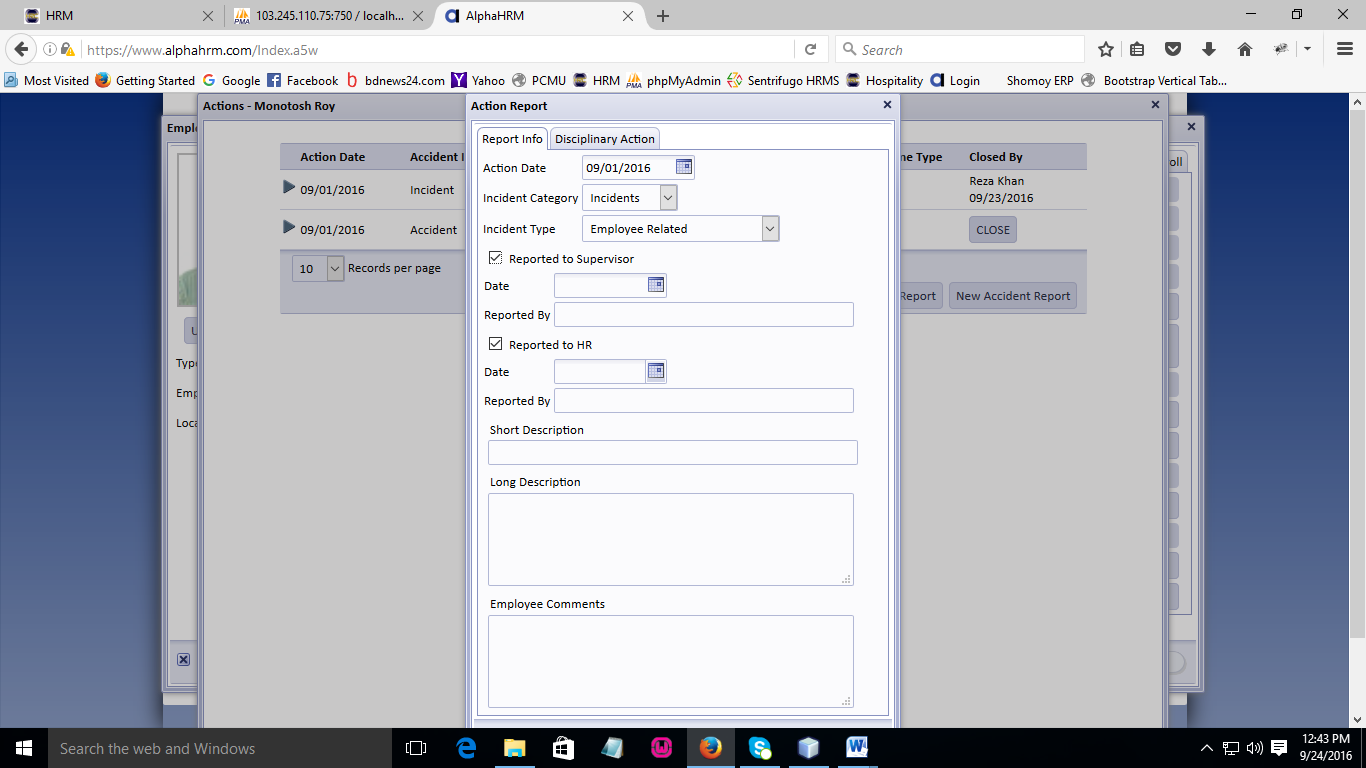 HRM
103.245.110.75:750 / localh...
AlphaHRM
https://www.alphahrm.com/Index.a5w
Search
Most Visited
Getting Started
Google
Facebook
bdnews24.com
Yahoo
PCMU
HRM
phpMyAdmin
Sentrifugo HRMS
Hospitality
Login
Shomoy ERP
Bootstrap Vertical Tab...
Actions - Monotosh Roy
Action Report
Emplo
Report Info
Disciplinary Action
Action Date
Accident I
ne Type
Closed By
oll
Action Date
09/01/2016
09/01/2016
Incident
Reza Khan
09/23/2016
Incident Category
Incidents
09/01/2016
Accident
CLOSE
Incident Type
Employee Related
Reported to Supervisor
10
Records per page
Date
Report
New Accident Report
Reported By
U
Reported to HR
Type
Date
Emp
Reported By
Loca
Short Description
Long Description
Employee Comments
Search the web and Windows
12:43 PM
9/24/2016